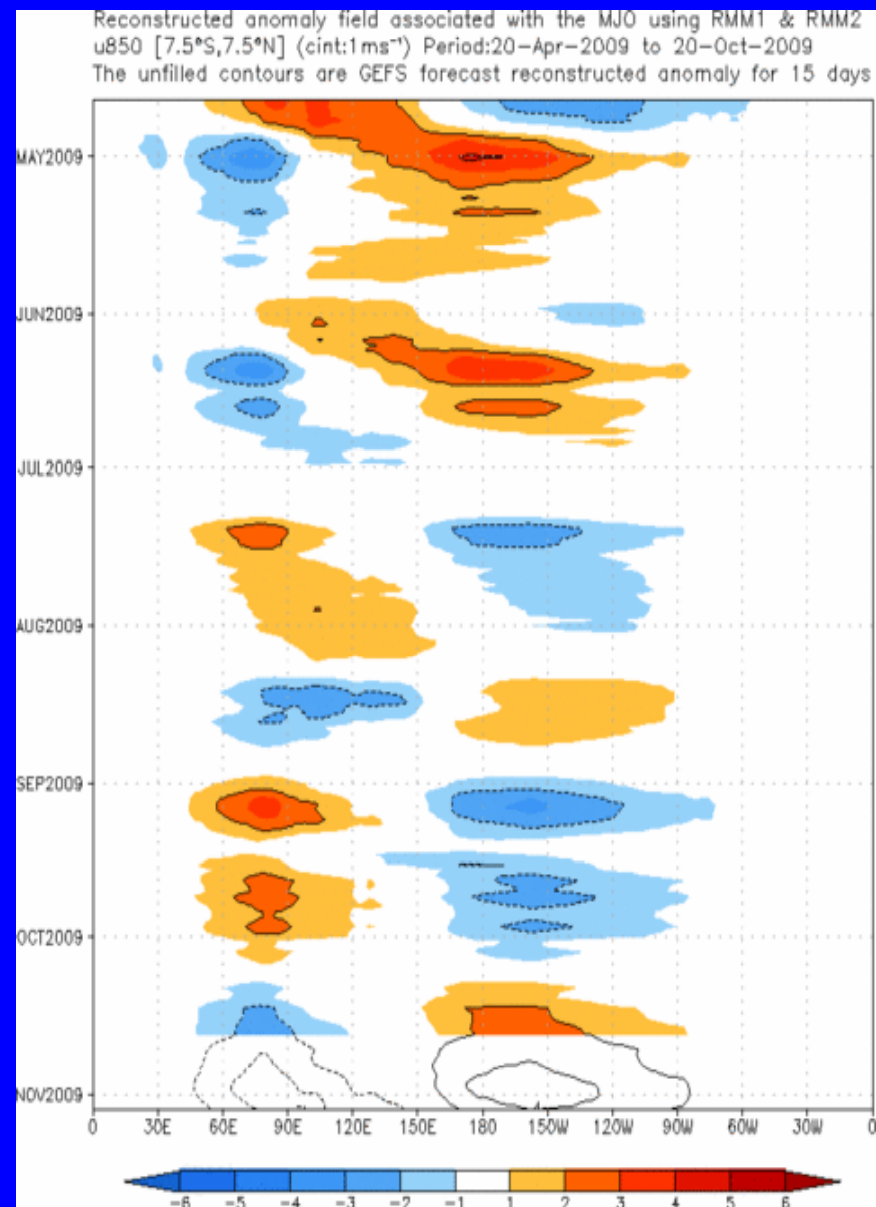 Reconstructed anomaly field associated with the MJO using RMM1 & RMM2
u850 [7.5°S,7.5°N] (cint:1ms⁻¹) Period:20-Apr-2009 to 20-Oct-2009
The unfilled contours are GEFS forecast reconstructed anomaly for 15 days
MAY2009
JUN2009
JUL2009
AUG2009
SEP2009
OCT2009
NOV2009
0 30E 60E 90E 120E 150E 180 150W 120W 90W 60W 30W 0
-6 -5 -4 -3 -2 -1 1 2 3 4 5 6